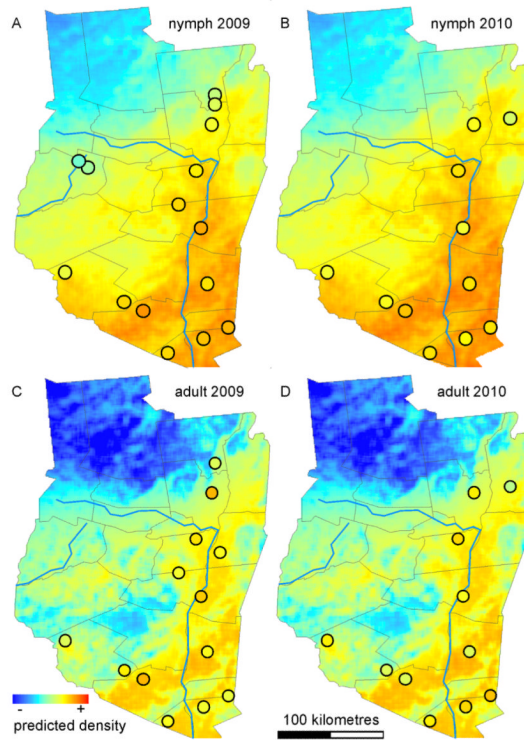 A nymph 2009
B nymph 2010
C adult 2009
D adult 2010
- +
predicted density
100 kilometres